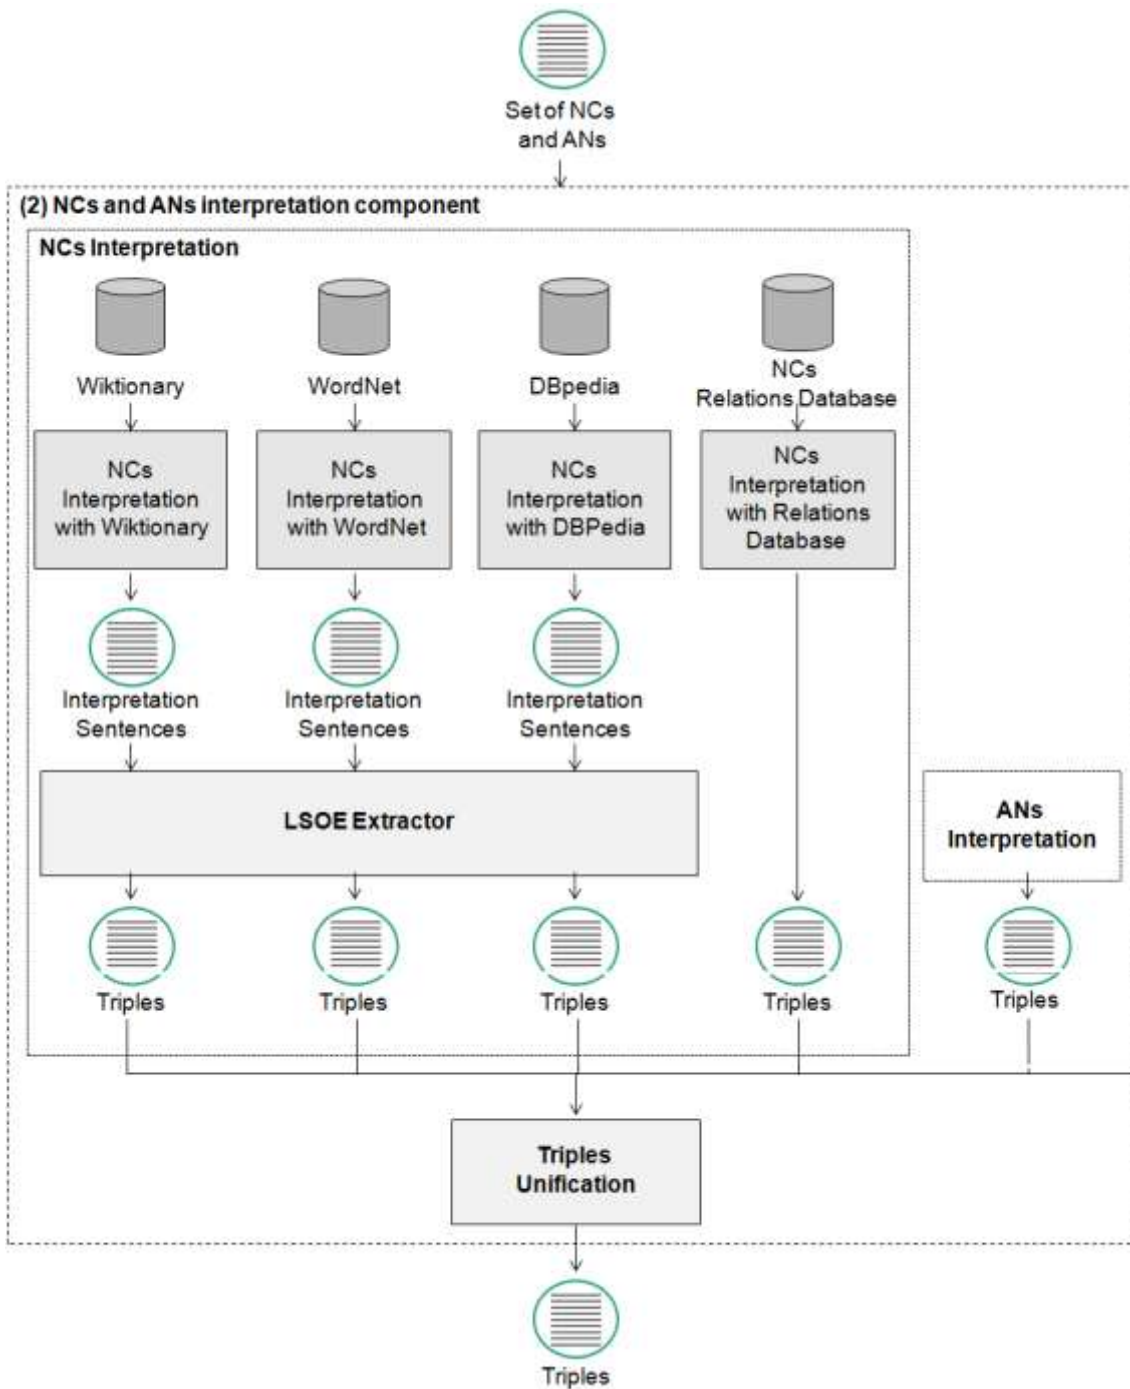 Set of NCs
and ANs
(2) NCs and ANs interpretation component
NCs Interpretation
Wiktionary
WordNet
DBpedia
NCs
Relations Database
NCs
Interpretation
with Wiktionary
NCs
Interpretation
with WordNet
NCs
Interpretation
with DBPedia
NCs
Interpretation
with Relations
Database
Interpretation
Sentences
Interpretation
Sentences
Interpretation
Sentences
LSOE Extractor
ANs
Interpretation
Triples
Triples
Triples
Triples
Triples
Triples
Unification
Triples